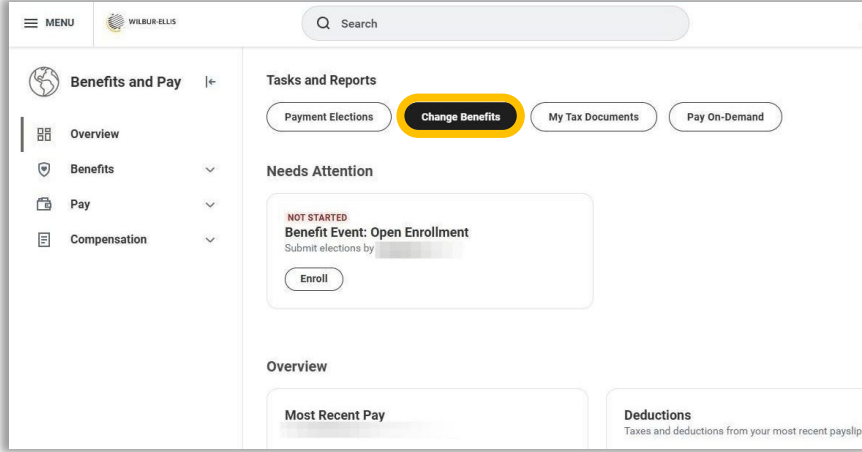 MENU
WILBUR-ELLIS
Search
Benefits and Pay
Overview
Benefits
Pay
Compensation
Tasks and Reports
Payment Elections
Change Benefits
My Tax Documents
Pay On-Demand
Needs Attention
NOT STARTED
Benefit Event: Open Enrollment
Submit elections by
Enroll
Overview
Most Recent Pay
Deductions
Taxes and deductions from your most recent payslip